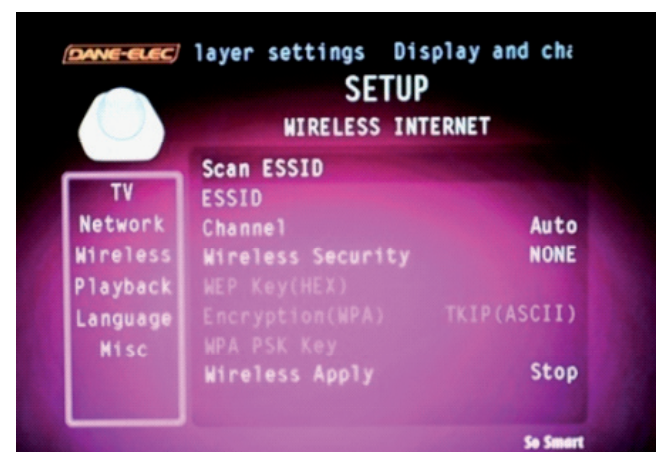 DANE-ELEC layer settings Display and cha
SETUP
WIRELESS INTERNET
TV
Network
Wireless
Playback
Language
Misc
Scan ESSID
ESSID
Channel Auto
Wireless Security NONE
WEP Key(HEX)
Encryption(WPA) TKIP(ASCII)
WPA PSK Key
Wireless Apply Stop
So Smart